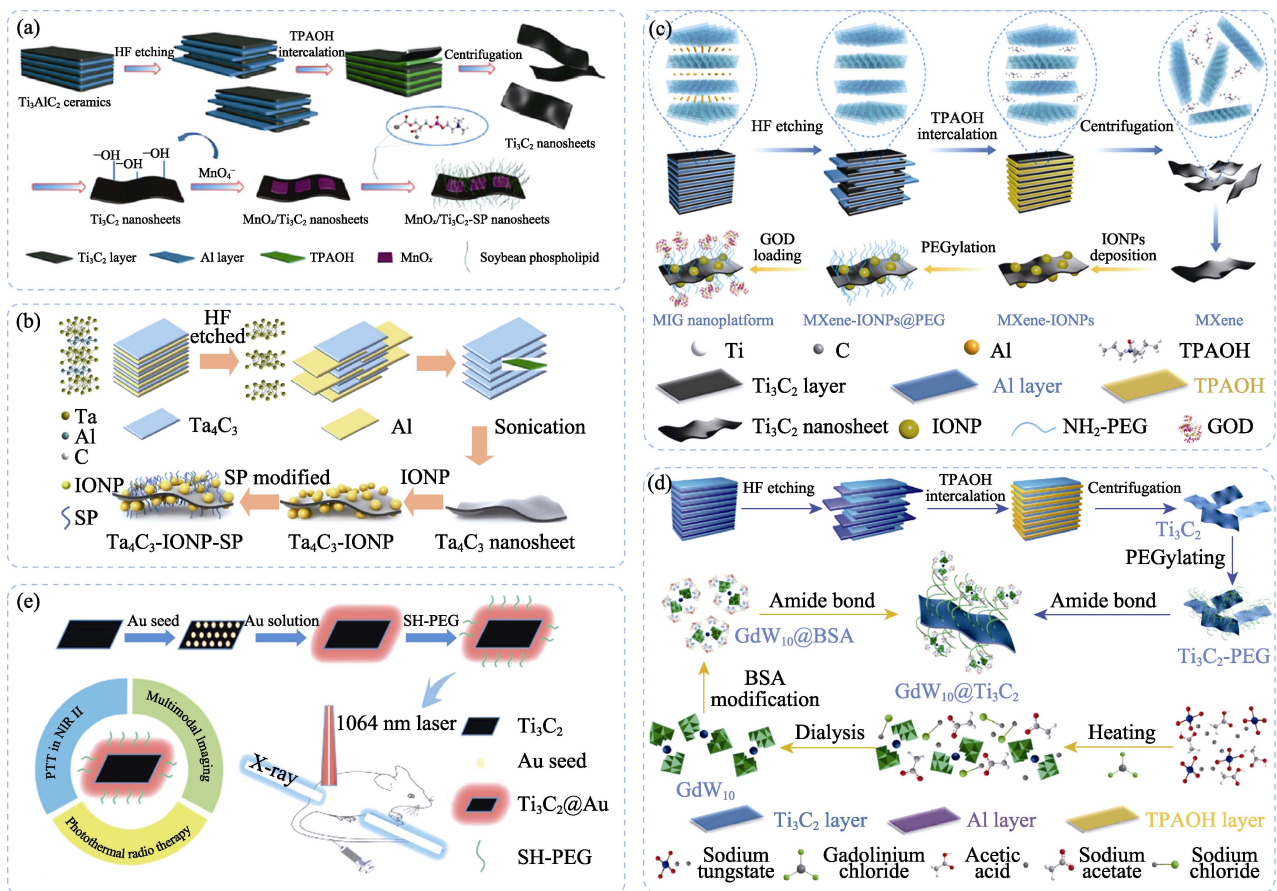 (a)
HF etching
TPAOH
intercalation
Centrifugation
Ti₃AlC₂ ceramics
Ti₃C₂ nanosheets
−OH
−OH
−OH
MnO₄⁻
Ti₃C₂ nanosheets
MnOₓ/Ti₃C₂ nanosheets
MnOₓ/Ti₃C₂-SP nanosheets
Ti₃C₂ layer
Al layer
TPAOH
MnOₓ
Soybean phospholipid
(b)
HF
etched
Ta
Al
C
IONP
SP
Ta₄C₃
Al
Sonication
SP modified
IONP
Ta₄C₃-IONP-SP
Ta₄C₃-IONP
Ta₄C₃ nanosheet
(c)
HF etching
TPAOH
intercalation
Centrifugation
GOD
loading
PEGylation
IONPs
deposition
MIG nanoplatform
MXene-IONPs@PEG
MXene-IONPs
MXene
Ti
C
Al
TPAOH
Ti₃C₂ layer
Al layer
TPAOH
Ti₃C₂ nanosheet
IONP
NH₂-PEG
GOD
(d)
HF etching
TPAOH
intercalation
Centrifugation
Ti₃C₂
PEGylating
Amide bond
Amide bond
GdW₁₀@BSA
Ti₃C₂-PEG
BSA
modification
GdW₁₀@Ti₃C₂
Dialysis
Heating
GdW₁₀
Ti₃C₂ layer
Al layer
TPAOH layer
Sodium
tungstate
Gadolinium
chloride
Acetic
acid
Sodium
acetate
Sodium
chloride
(e)
Au seed
Au solution
SH-PEG
PTT in NIR II
Multimodal Imaging
Photothermal radio therapy
1064 nm laser
X-ray
Ti₃C₂
Au seed
Ti₃C₂@Au
SH-PEG